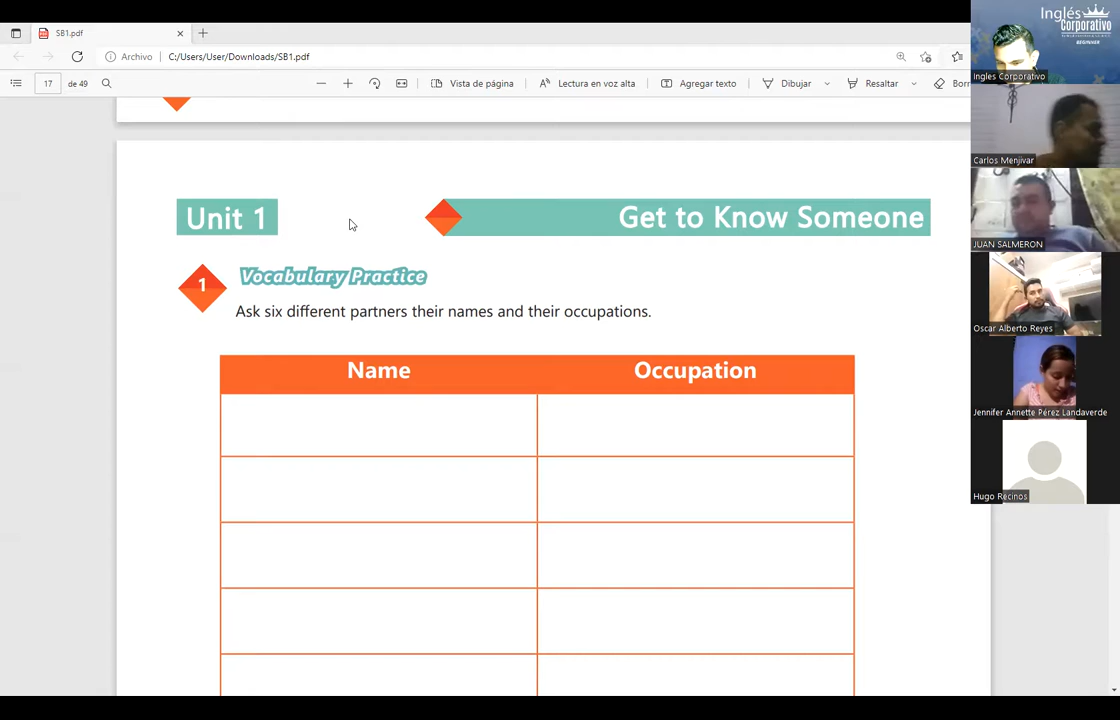 SB1.pdf
Archivo
C:/Users/User/Downloads/SB1.pdf
17
de 49
Vista de página
Lectura en voz alta
Agregar texto
Dibujar
Resaltar
Borr
Unit 1
Get to Know Someone
1
Vocabulary Practice
Ask six different partners their names and their occupations.
Name
Occupation
Inglés
Corporativo
BEGINNER
Ingles Corporativo
Carlos Menjivar
JUAN SALMERON
Oscar Alberto Reyes
Jennifer Annette Pérez Landaverde
Hugo Recinos